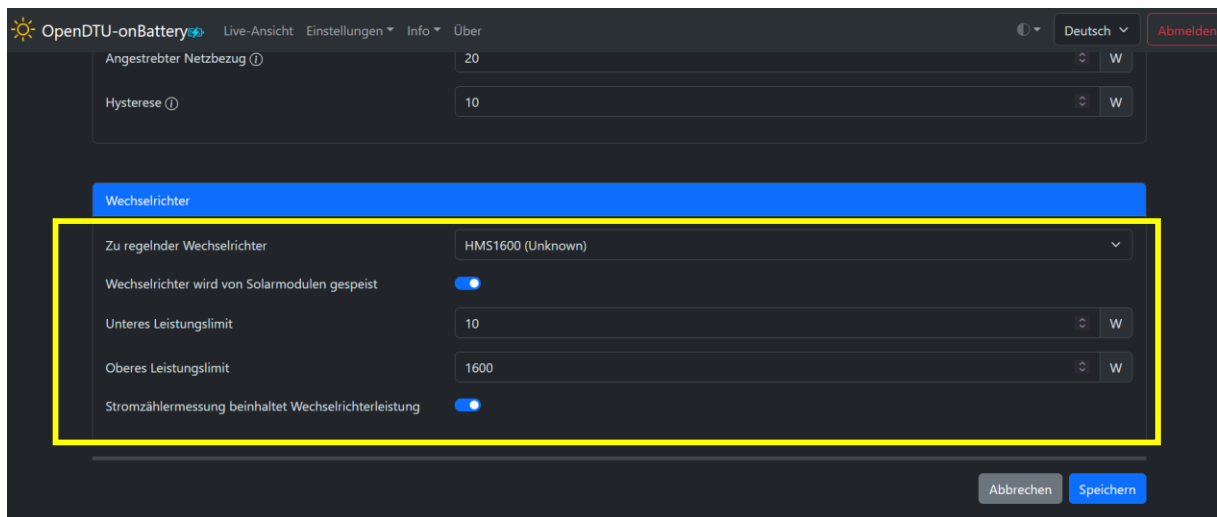 OpenDTU-onBattery Live-Ansicht Einstellungen Info Über Deutsch Abmelden
Angestrebter Netzbezug 20 W
Hysterese 10 W
Wechselrichter
Zu regelnder Wechselrichter HMS1600 (Unknown)
Wechselrichter wird von Solarmodulen gespeist
Unteres Leistungslimit 10 W
Oberes Leistungslimit 1600 W
Stromzählermessung beinhaltet Wechselrichterleistung
Abbrechen Speichern